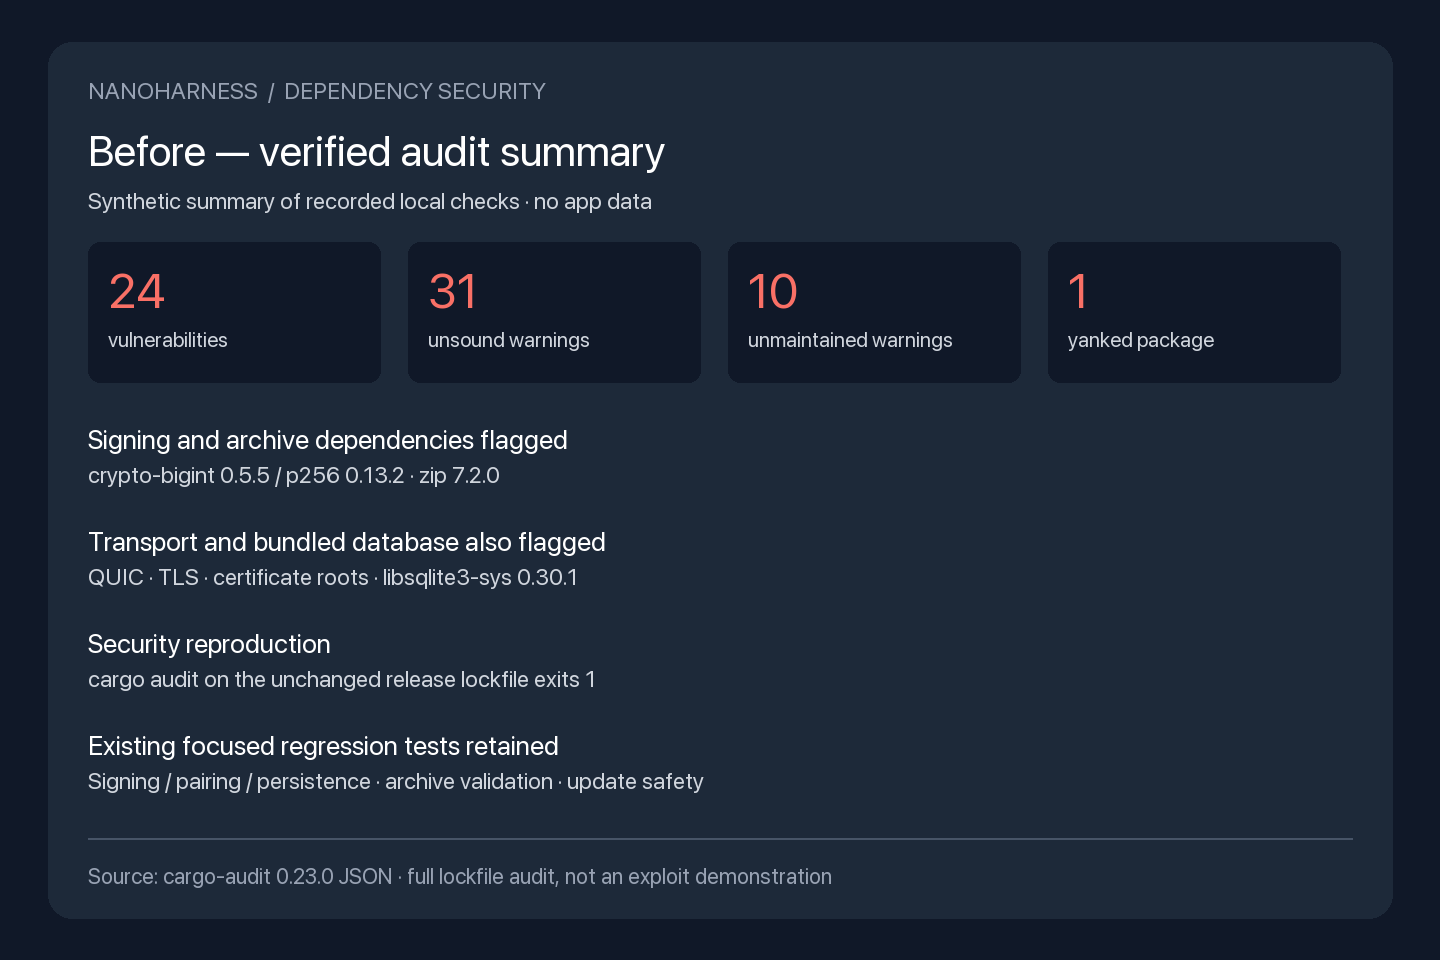 NANOHARNESS / DEPENDENCY SECURITY
Before — verified audit summary
Synthetic summary of recorded local checks · no app data
24
vulnerabilities
31
unsound warnings
10
unmaintained warnings
1
yanked package
Signing and archive dependencies flagged
crypto-bigint 0.5.5 / p256 0.13.2 · zip 7.2.0
Transport and bundled database also flagged
QUIC · TLS · certificate roots · libsqlite3-sys 0.30.1
Security reproduction
cargo audit on the unchanged release lockfile exits 1
Existing focused regression tests retained
Signing / pairing / persistence · archive validation · update safety
Source: cargo-audit 0.23.0 JSON · full lockfile audit, not an exploit demonstration